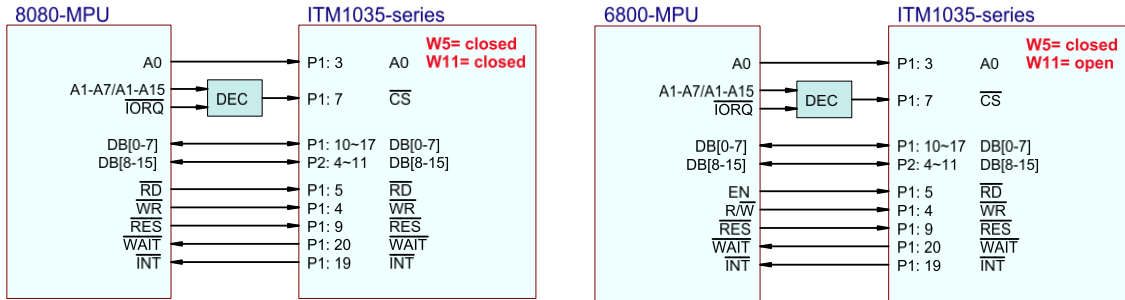 8080-MPU ITM1035-series
W5= closed
W11= closed
A0 P1: 3 A0
A1-A7/A1-A15
IORQ DEC P1: 7 CS
DB[0-7] P1: 10~17 DB[0-7]
DB[8-15] P2: 4~11 DB[8-15]
RD P1: 5 RD
WR P1: 4 WR
RES P1: 9 RES
WAIT P1: 20 WAIT
INT P1: 19 INT
6800-MPU ITM1035-series
W5= closed
W11= open
A0 P1: 3 A0
A1-A7/A1-A15
IORQ DEC P1: 7 CS
DB[0-7] P1: 10~17 DB[0-7]
DB[8-15] P2: 4~11 DB[8-15]
EN P1: 5 RD
R/W P1: 4 WR
RES P1: 9 RES
WAIT P1: 20 WAIT
INT P1: 19 INT